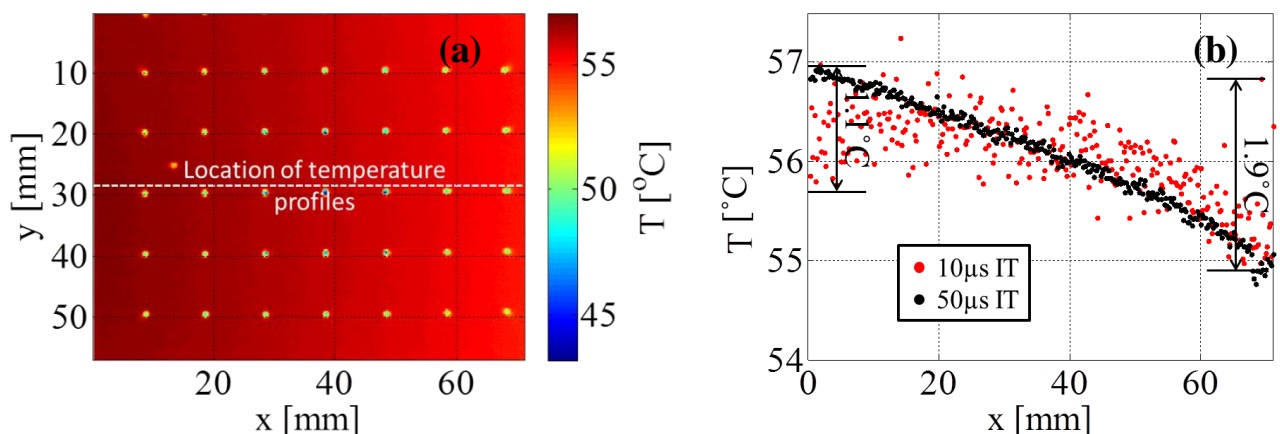 (a)
10
20
30
40
50
y [mm]
Location of temperature
profiles
20
40
60
x [mm]
55
50
45
T [°C]
(b)
57
56
55
54
T [°C]
1.1°C
1.9°C
10µs IT
50µs IT
0
20
40
60
x [mm]